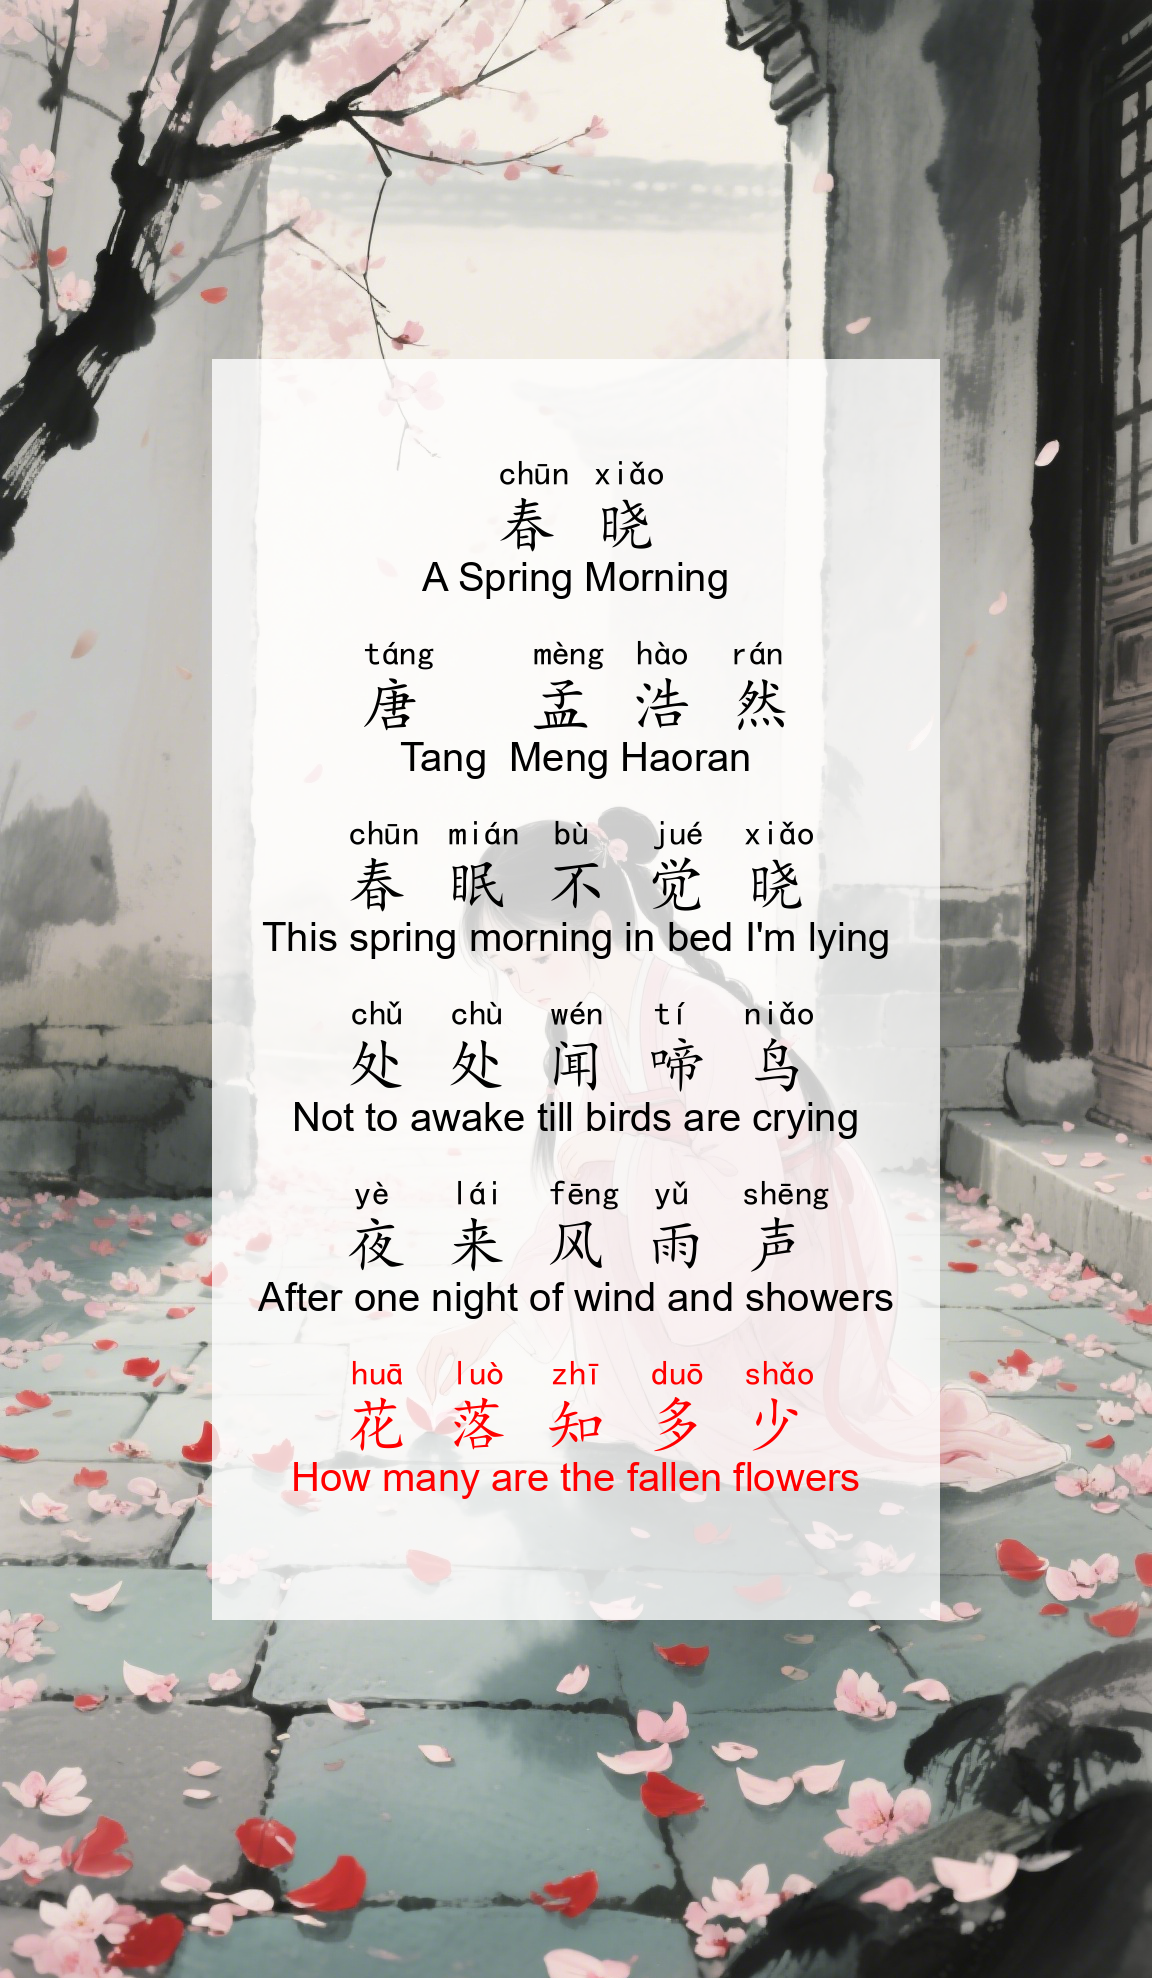 chūn xiǎo
春 晓
A Spring Morning
táng mèng hào rán
唐 孟 浩 然
Tang Meng Haoran
chūn mián bù jué xiǎo
春 眠 不 觉 晓
This spring morning in bed I'm lying
chǔ chù wén tí niǎo
处 处 闻 啼 鸟
Not to awake till birds are crying
yè lái fēng yǔ shēng
夜 来 风 雨 声
After one night of wind and showers
huā luò zhī duō shǎo
花 落 知 多 少
How many are the fallen flowers